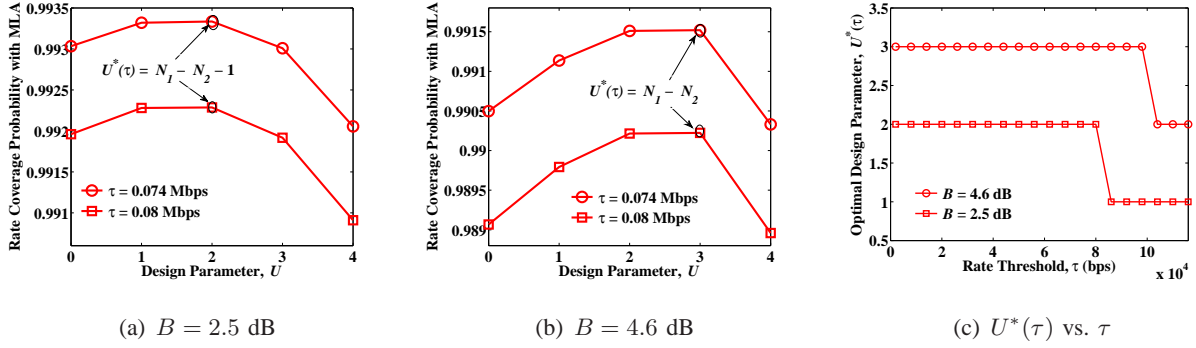 Rate Coverage Probability with MLA
0.9935
0.993
0.9925
0.992
0.9915
0.991
U*(τ) = N₁ − N₂ − 1
τ = 0.074 Mbps
τ = 0.08 Mbps
0 1 2 3 4
Design Parameter, U
(a) B = 2.5 dB
Rate Coverage Probability with MLA
0.9915
0.991
0.9905
0.99
0.9895
0.989
U*(τ) = N₁ − N₂
τ = 0.074 Mbps
τ = 0.08 Mbps
0 1 2 3 4
Design Parameter, U
(b) B = 4.6 dB
Optimal Design Parameter, U*(τ)
3.5
3
2.5
2
1.5
1
0.5
B = 4.6 dB
B = 2.5 dB
0 2 4 6 8 10
Rate Threshold, τ (bps)
x 10⁴
(c) U*(τ) vs. τ